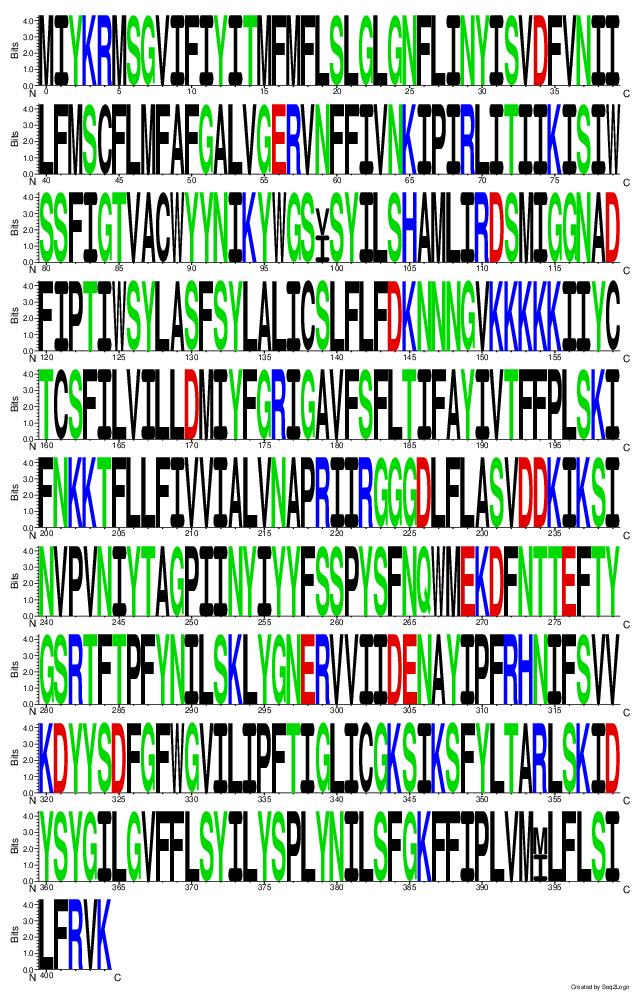 Bits
4.0
3.0
2.0
1.0
0.0
MIYKRMSGVIFIYITMFMFLSLGLGNFLINYISVDFVNII
N 0 5 10 15 20 25 30 35 C
Bits
4.0
3.0
2.0
1.0
0.0
LFMSCFLMFAFGALVGERVNFFIVNKIPIRLITIIKISIW
N 40 45 50 55 60 65 70 75 C
Bits
4.0
3.0
2.0
1.0
0.0
SSFIGTVACWYYNIKYWGSVSYILSHAMLIRDSMIGGNAD
I
N 80 85 90 95 100 105 110 115 C
Bits
4.0
3.0
2.0
1.0
0.0
FIPTIWSYLASFSYLALICSLFLFDKNNNGVKKKKKIIYC
N 120 125 130 135 140 145 150 155 C
Bits
4.0
3.0
2.0
1.0
0.0
TCSFILVILLDMIYFGRIGAVFSFLTIFAYIVTFFPLSKI
N 160 165 170 175 180 185 190 195 C
Bits
4.0
3.0
2.0
1.0
0.0
FNKKTFLLFIVVIALVNAPRIIRGGGDLFLASVDDKIKSI
N 200 205 210 215 220 225 230 235 C
Bits
4.0
3.0
2.0
1.0
0.0
NVPVNIYTAGPIINYIYYFSSPYSFNQWMEKDFNTTEFTY
N 240 245 250 255 260 265 270 275 C
Bits
4.0
3.0
2.0
1.0
0.0
GSRTFTPFYNILSKLYGNERVVIIDENAYIPFRHNIFSVV
N 280 285 290 295 300 305 310 315 C
Bits
4.0
3.0
2.0
1.0
0.0
KDYYSDFGFWGVILIPFTIGLICGKSIKSFYLTARLSKID
N 320 325 330 335 340 345 350 355 C
Bits
4.0
3.0
2.0
1.0
0.0
YSYGILGVFFLSYILYSPLYNILSFGKFFIPLVMMLFLSI
I
N 360 365 370 375 380 385 390 395 C
Bits
4.0
3.0
2.0
1.0
0.0
LFRVK
N 400 C
Created by Seq2Logo